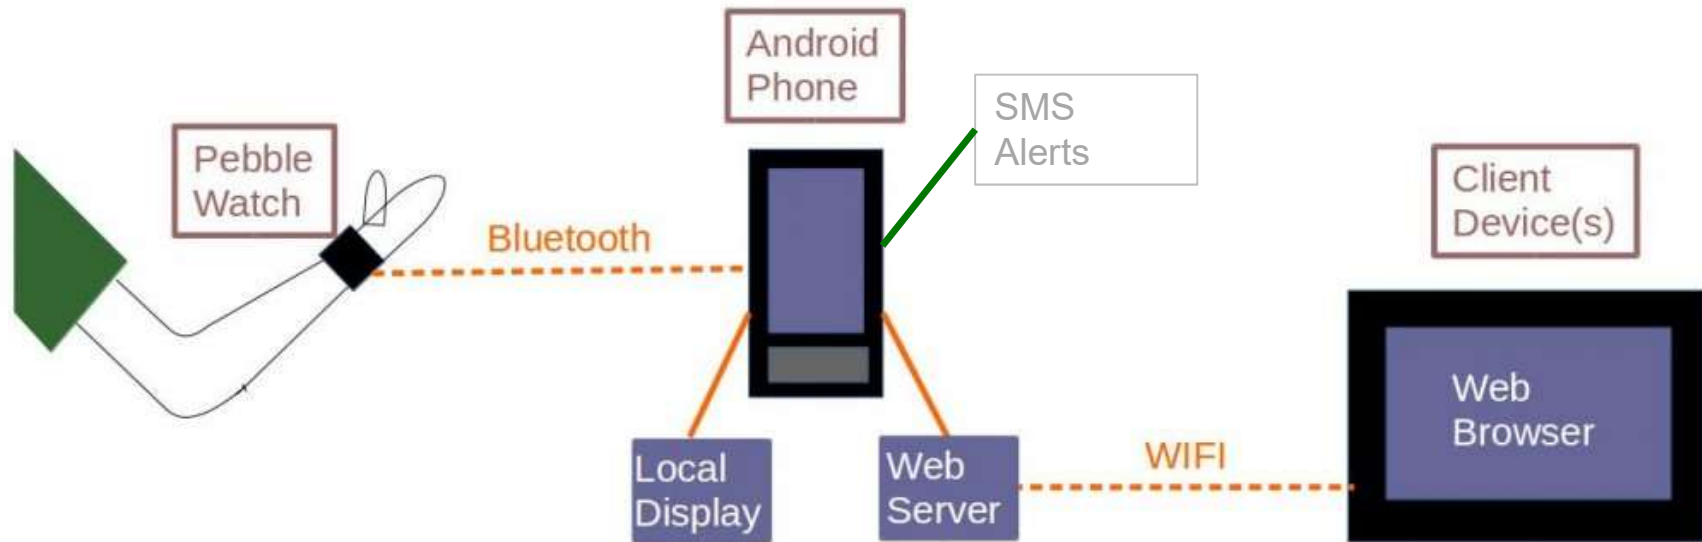 Android
Phone
SMS
Alerts
Pebble
Watch
Client
Device(s)
Bluetooth
Web
Browser
Local
Display
Web
Server
WIFI